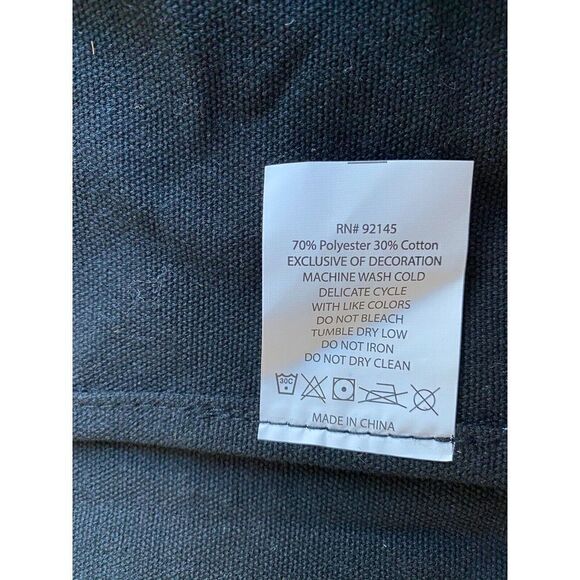 RN# 92145
70% Polyester 30% Cotton
EXCLUSIVE OF DECORATION
MACHINE WASH COLD
DELICATE CYCLE
WITH LIKE COLORS
DO NOT BLEACH
TUMBLE DRY LOW
DO NOT IRON
DO NOT DRY CLEAN
30C
MADE IN CHINA